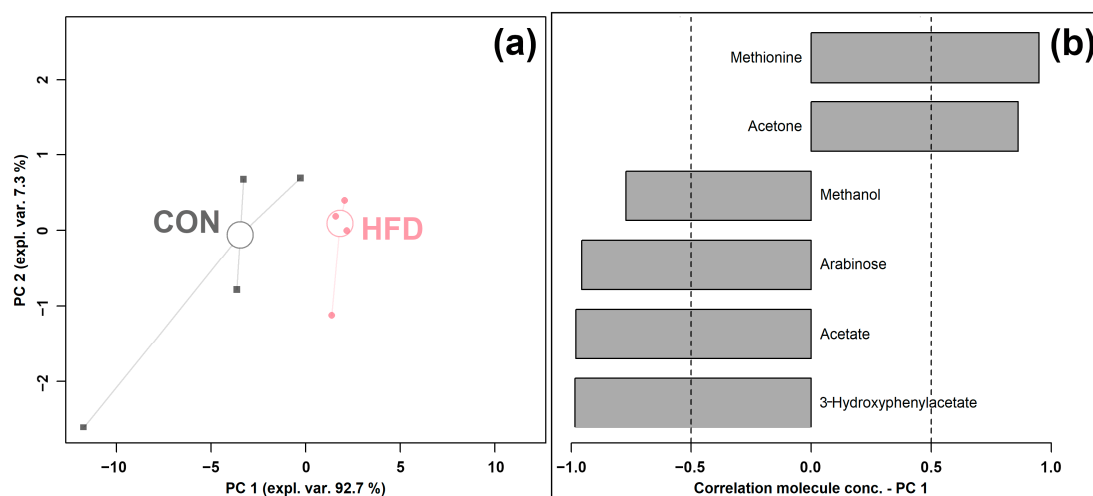 (a)
2
1
0
−1
−2
PC 2 (expl. var. 7.3 %)
CON
HFD
−10
−5
0
5
10
PC 1 (expl. var. 92.7 %)
(b)
Methionine
Acetone
Methanol
Arabinose
Acetate
3-Hydroxyphenylacetate
−1.0
−0.5
0.0
0.5
1.0
Correlation molecule conc. - PC 1